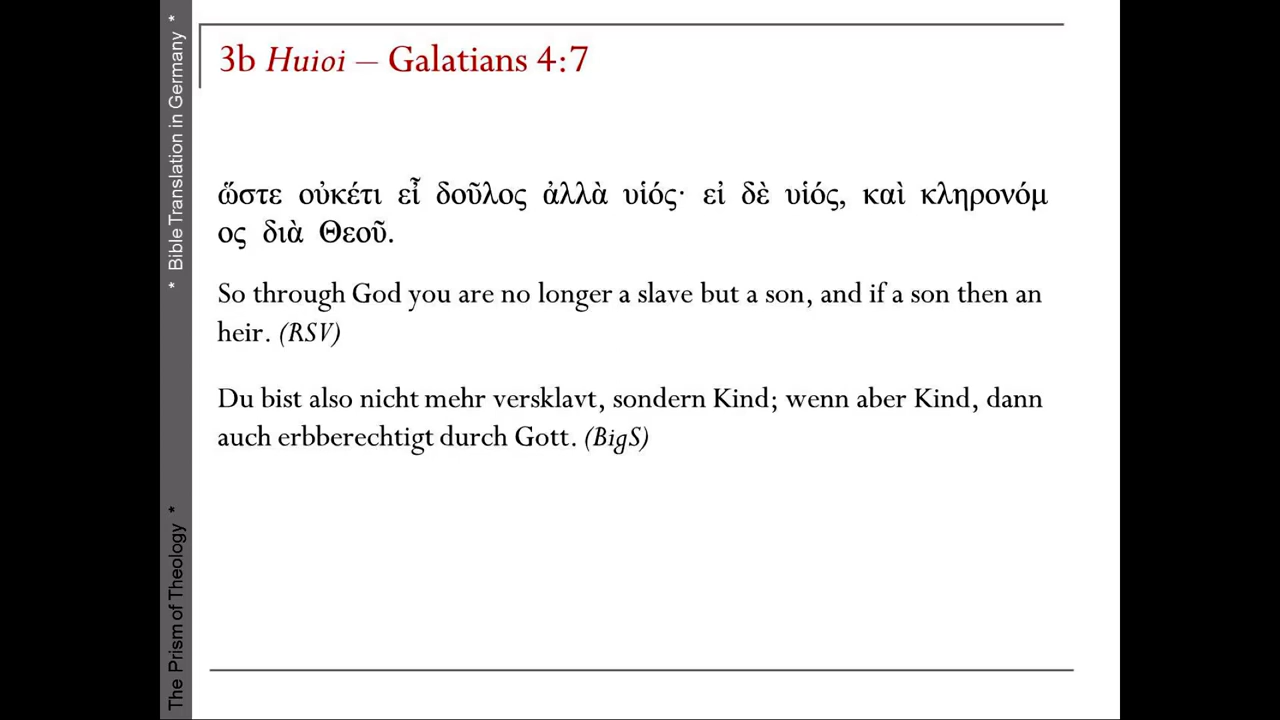 3b Huioi – Galatians 4:7
ὥστε οὐκέτι εἶ δοῦλος ἀλλὰ υἱός· εἰ δὲ υἱός, καὶ κληρονόμ
ος διὰ Θεοῦ.
So through God you are no longer a slave but a son, and if a son then an
heir. (RSV)
Du bist also nicht mehr versklavt, sondern Kind; wenn aber Kind, dann
auch erbberechtigt durch Gott. (BigS)
The Prism of Theology * * Bible Translation in Germany *